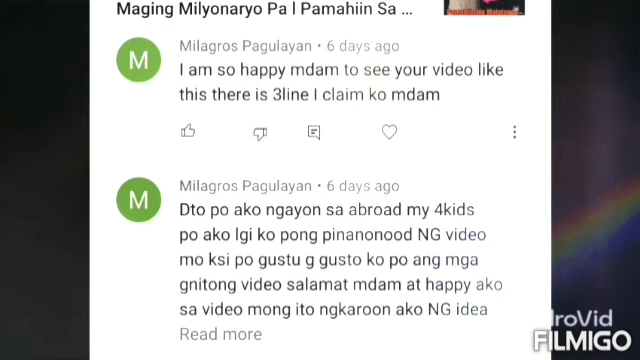 Maging Milyonaryo Pa l Pamahiin Sa ...
Milagros Pagulayan • 6 days ago
M
I am so happy mdam to see your video like
this there is 3line I claim ko mdam
Milagros Pagulayan • 6 days ago
M
Dto po ako ngayon sa abroad my 4kids
po ako lgi ko pong pinanonood NG video
mo ksi po gustu g gusto ko po ang mga
gnitong video salamat mdam at happy ako
sa video mong ito ngkaroon ako NG idea
Read more
droVid
FILMIGO